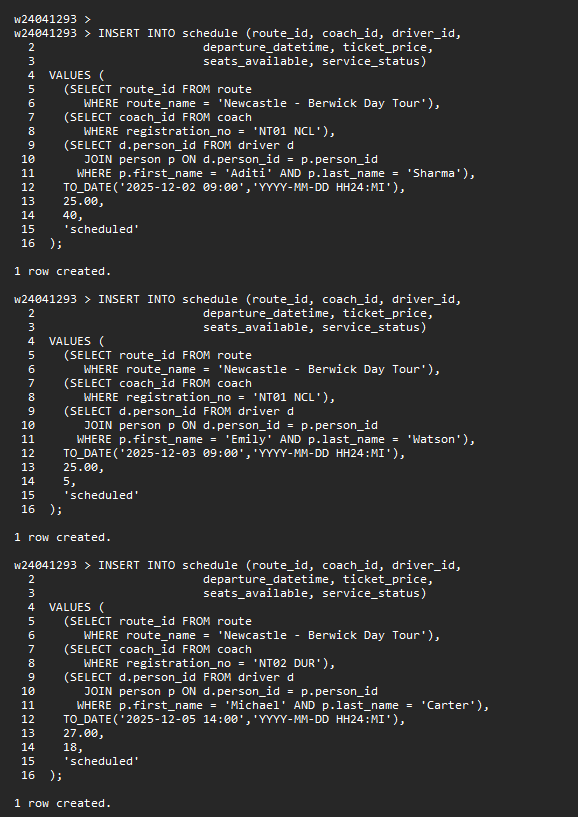 w24041293 >
w24041293 > INSERT INTO schedule (route_id, coach_id, driver_id,
  2                        departure_datetime, ticket_price,
  3                        seats_available, service_status)
  4  VALUES (
  5    (SELECT route_id FROM route
  6       WHERE route_name = 'Newcastle - Berwick Day Tour'),
  7    (SELECT coach_id FROM coach
  8       WHERE registration_no = 'NT01 NCL'),
  9    (SELECT d.person_id FROM driver d
 10       JOIN person p ON d.person_id = p.person_id
 11      WHERE p.first_name = 'Aditi' AND p.last_name = 'Sharma'),
 12    TO_DATE('2025-12-02 09:00','YYYY-MM-DD HH24:MI'),
 13    25.00,
 14    40,
 15    'scheduled'
 16  );

1 row created.

w24041293 > INSERT INTO schedule (route_id, coach_id, driver_id,
  2                        departure_datetime, ticket_price,
  3                        seats_available, service_status)
  4  VALUES (
  5    (SELECT route_id FROM route
  6       WHERE route_name = 'Newcastle - Berwick Day Tour'),
  7    (SELECT coach_id FROM coach
  8       WHERE registration_no = 'NT01 NCL'),
  9    (SELECT d.person_id FROM driver d
 10       JOIN person p ON d.person_id = p.person_id
 11      WHERE p.first_name = 'Emily' AND p.last_name = 'Watson'),
 12    TO_DATE('2025-12-03 09:00','YYYY-MM-DD HH24:MI'),
 13    25.00,
 14    5,
 15    'scheduled'
 16  );

1 row created.

w24041293 > INSERT INTO schedule (route_id, coach_id, driver_id,
  2                        departure_datetime, ticket_price,
  3                        seats_available, service_status)
  4  VALUES (
  5    (SELECT route_id FROM route
  6       WHERE route_name = 'Newcastle - Berwick Day Tour'),
  7    (SELECT coach_id FROM coach
  8       WHERE registration_no = 'NT02 DUR'),
  9    (SELECT d.person_id FROM driver d
 10       JOIN person p ON d.person_id = p.person_id
 11      WHERE p.first_name = 'Michael' AND p.last_name = 'Carter'),
 12    TO_DATE('2025-12-05 14:00','YYYY-MM-DD HH24:MI'),
 13    27.00,
 14    18,
 15    'scheduled'
 16  );

1 row created.